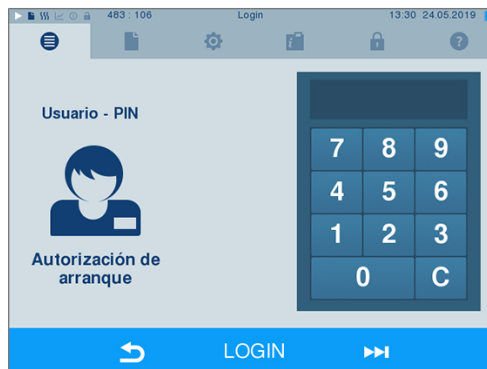 483 : 106 Login 13:30 24.05.2019
Usuario - PIN
Autorización de
arranque
7 8 9
4 5 6
1 2 3
0 C
LOGIN